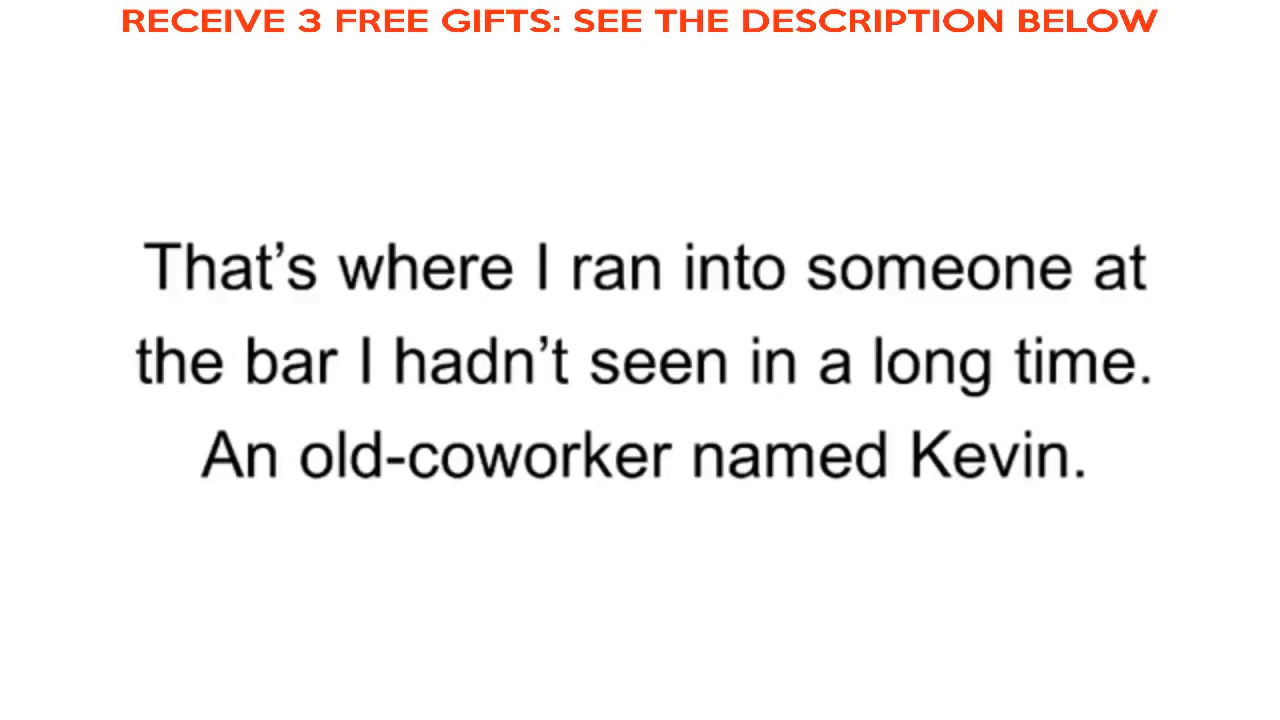 RECEIVE 3 FREE GIFTS: SEE THE DESCRIPTION BELOW
That’s where I ran into someone at
the bar I hadn’t seen in a long time.
An old-coworker named Kevin.